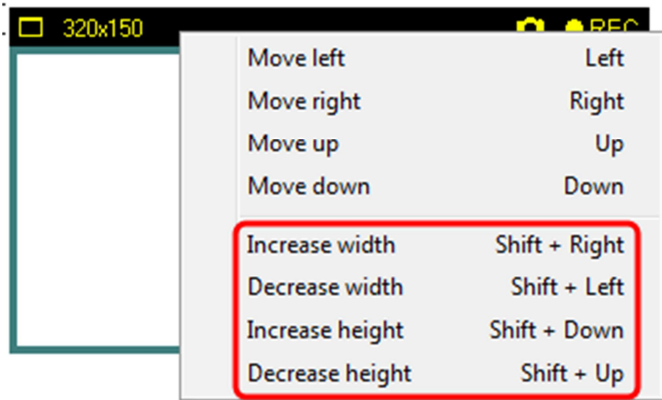 320x150 REC
Move left Left
Move right Right
Move up Up
Move down Down
Increase width Shift + Right
Decrease width Shift + Left
Increase height Shift + Down
Decrease height Shift + Up